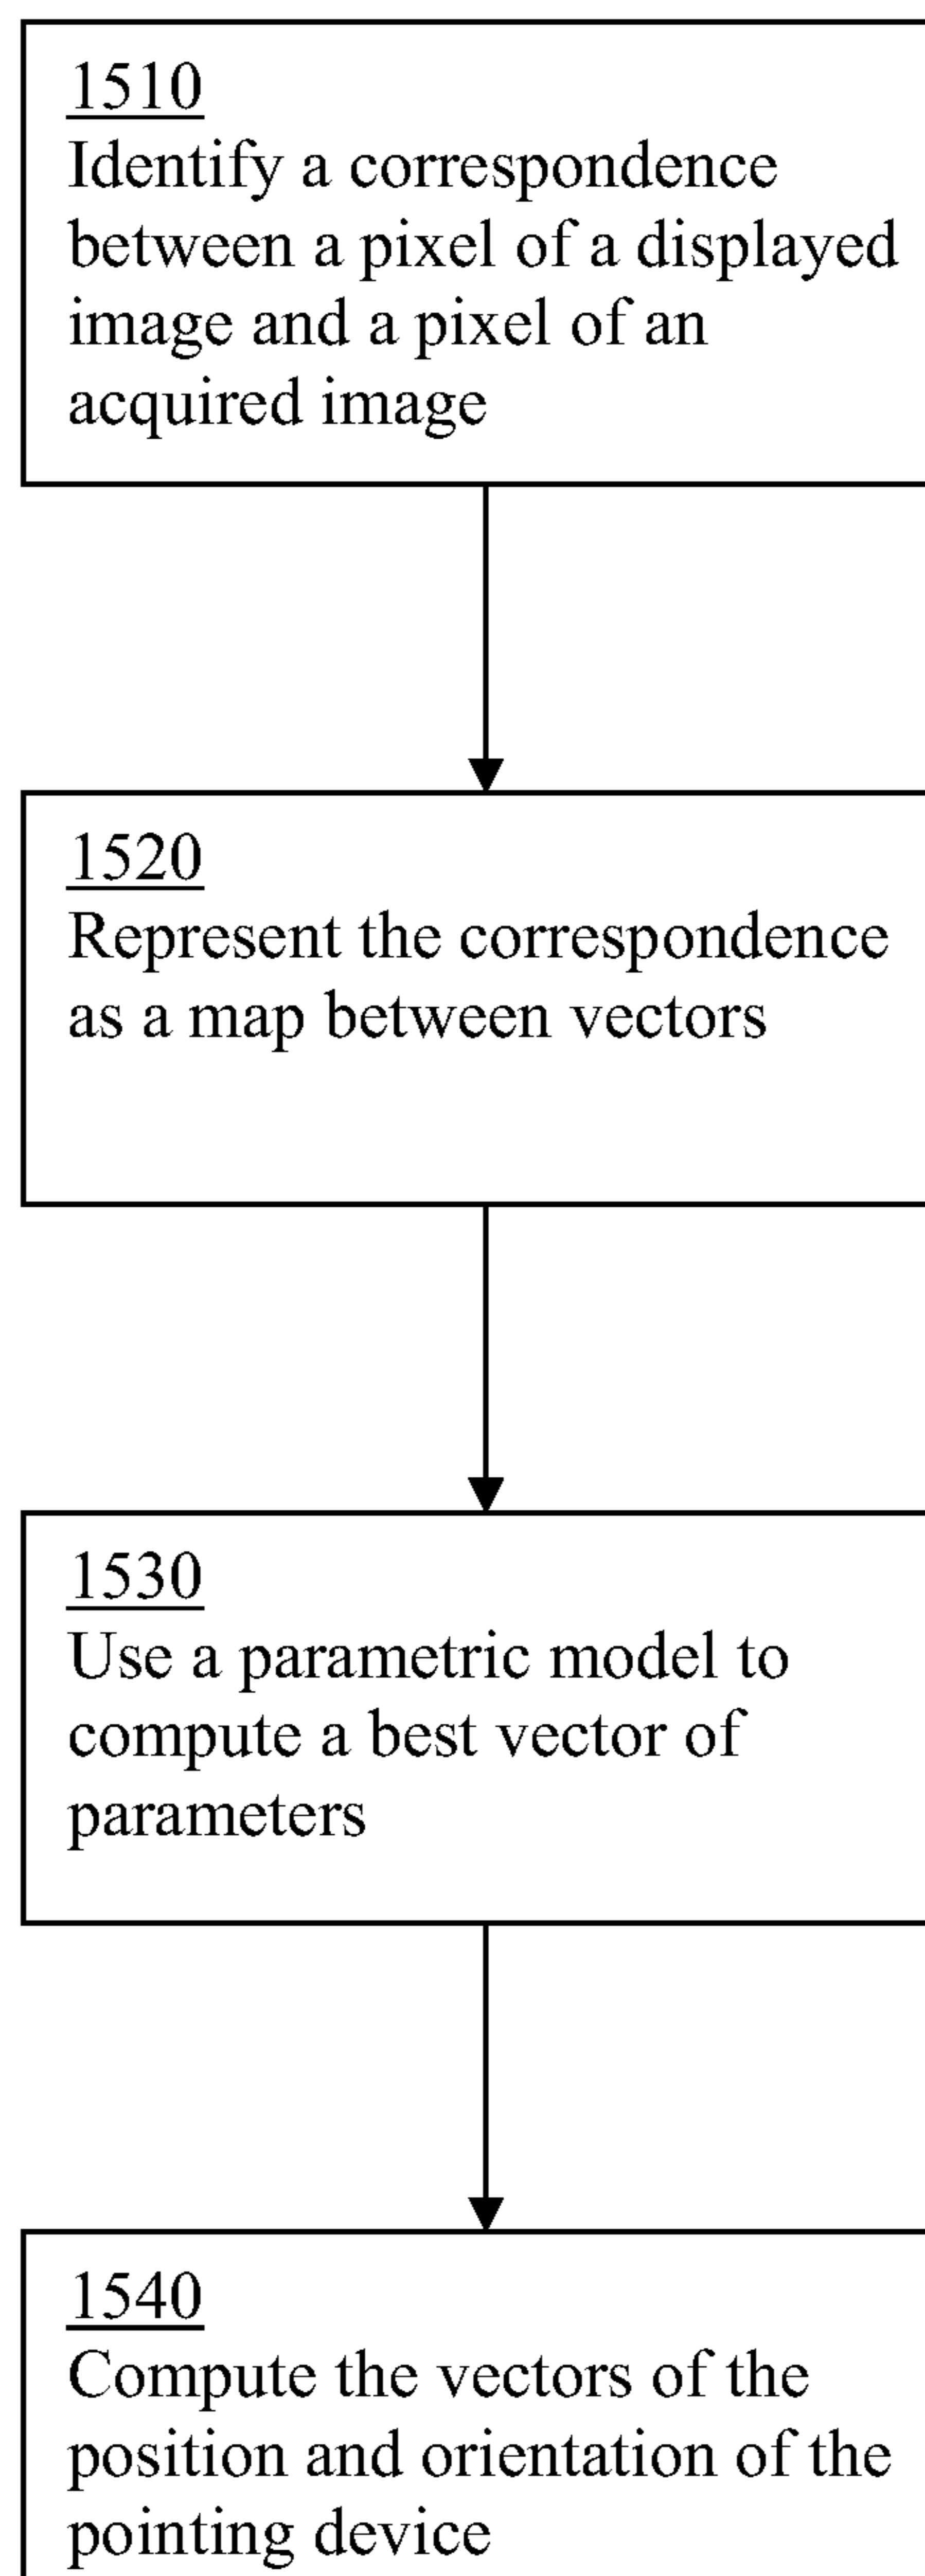 1510
Identify a correspondence
between a pixel of a displayed
image and a pixel of an
acquired image
1520
Represent the correspondence
as a map between vectors
1530
Use a parametric model to
compute a best vector of
parameters
1540
Compute the vectors of the
position and orientation of the
pointing device